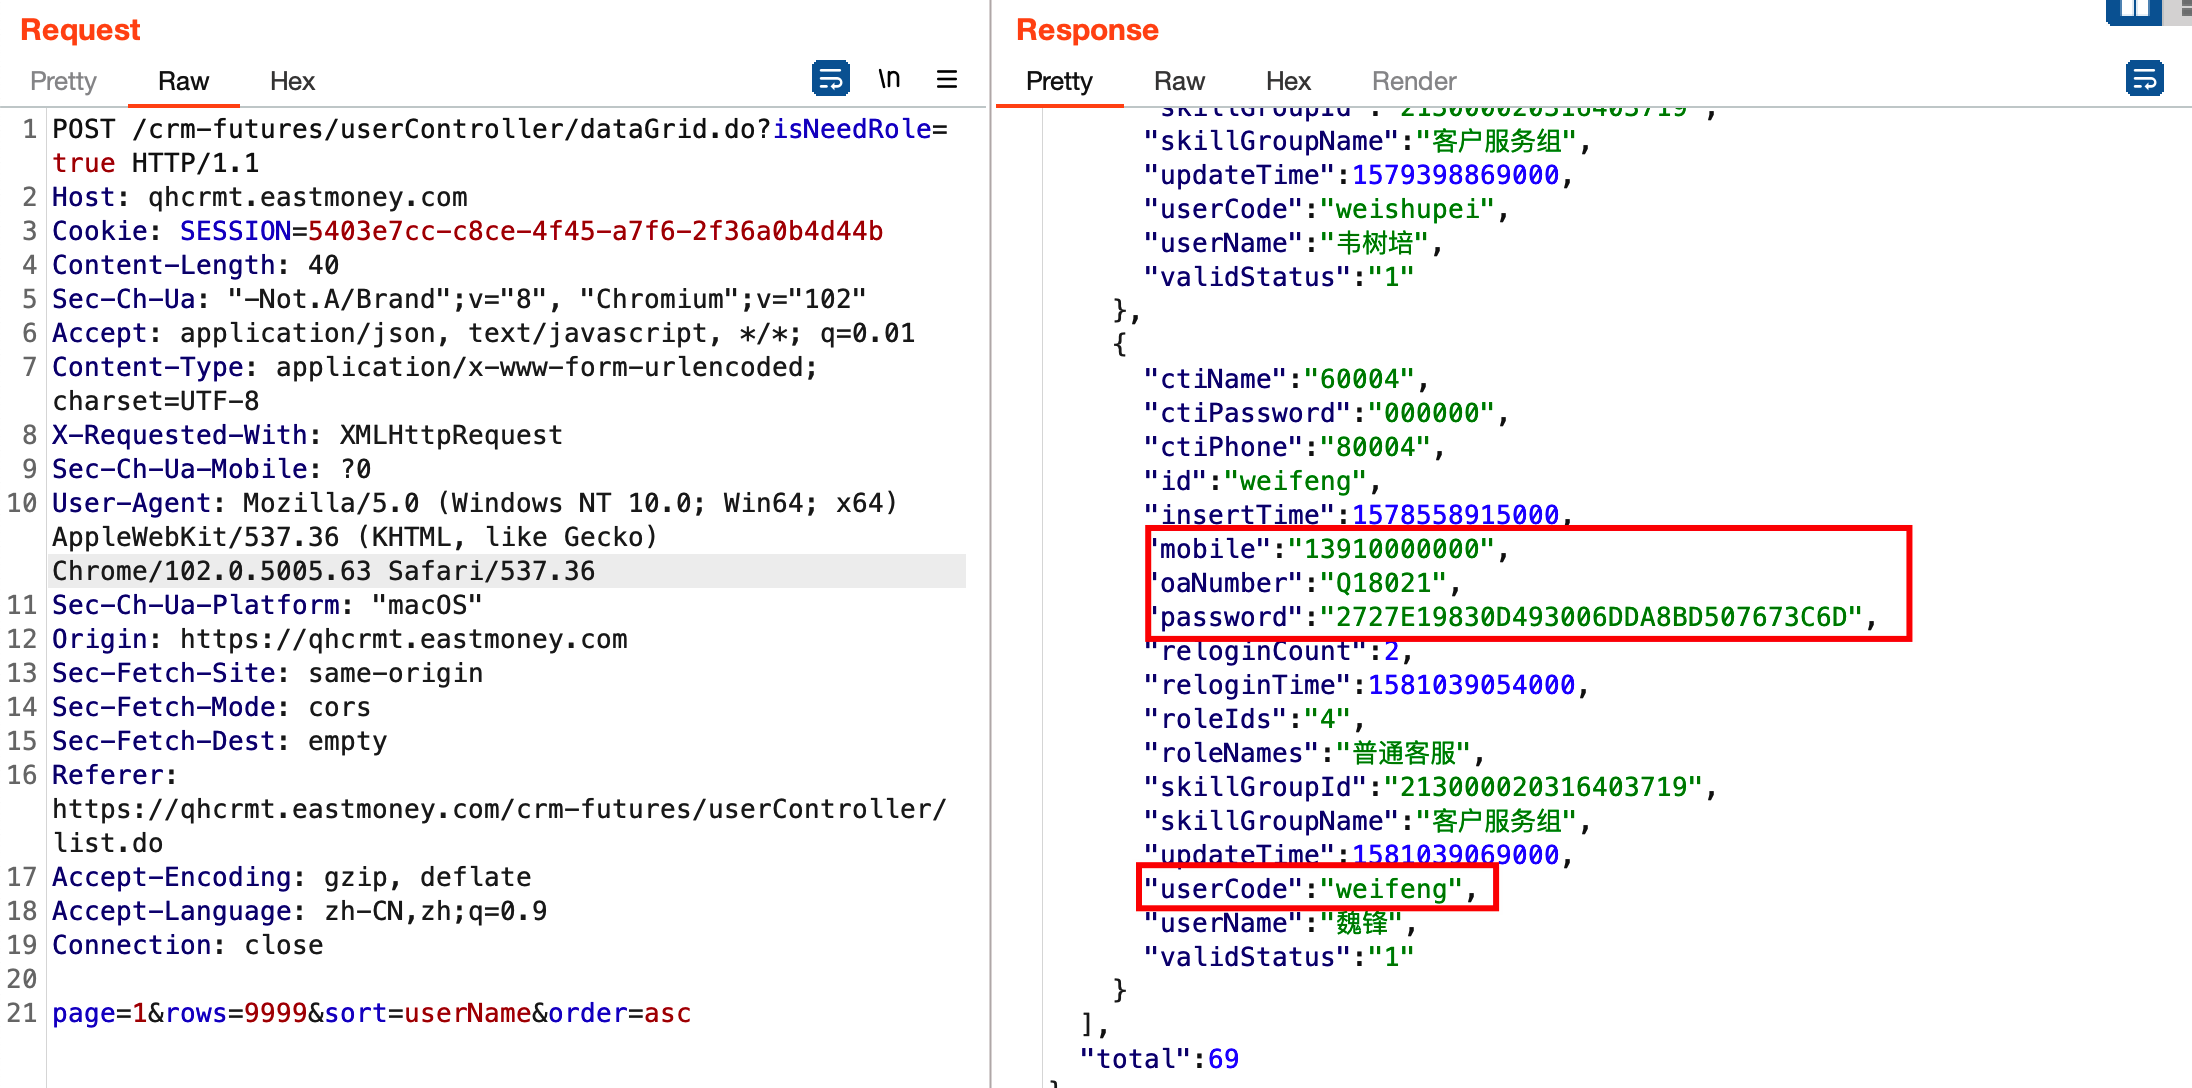 Request
Pretty Raw Hex
\n
1 POST /crm-futures/userController/dataGrid.do?isNeedRole=
true HTTP/1.1
2 Host: qhcrmt.eastmoney.com
3 Cookie: SESSION=5403e7cc-c8ce-4f45-a7f6-2f36a0b4d44b
4 Content-Length: 40
5 Sec-Ch-Ua: "-Not.A/Brand";v="8", "Chromium";v="102"
6 Accept: application/json, text/javascript, */*; q=0.01
7 Content-Type: application/x-www-form-urlencoded;
charset=UTF-8
8 X-Requested-With: XMLHttpRequest
9 Sec-Ch-Ua-Mobile: ?0
10 User-Agent: Mozilla/5.0 (Windows NT 10.0; Win64; x64)
AppleWebKit/537.36 (KHTML, like Gecko)
Chrome/102.0.5005.63 Safari/537.36
11 Sec-Ch-Ua-Platform: "macOS"
12 Origin: https://qhcrmt.eastmoney.com
13 Sec-Fetch-Site: same-origin
14 Sec-Fetch-Mode: cors
15 Sec-Fetch-Dest: empty
16 Referer:
https://qhcrmt.eastmoney.com/crm-futures/userController/
list.do
17 Accept-Encoding: gzip, deflate
18 Accept-Language: zh-CN,zh;q=0.9
19 Connection: close
20
21 page=1&rows=9999&sort=userName&order=asc
Response
Pretty Raw Hex Render
"skillGroupId":"213000020316403719",
"skillGroupName":"客户服务组",
"updateTime":1579398869000,
"userCode":"weishupei",
"userName":"韦树培",
"validStatus":"1"
},
{
"ctiName":"60004",
"ctiPassword":"000000",
"ctiPhone":"80004",
"id":"weifeng",
"insertTime":1578558915000,
"mobile":"13910000000",
"oaNumber":"Q18021",
"password":"2727E19830D493006DDA8BD507673C6D",
"reloginCount":2,
"reloginTime":1581039054000,
"roleIds":"4",
"roleNames":"普通客服",
"skillGroupId":"213000020316403719",
"skillGroupName":"客户服务组",
"updateTime":1581039069000,
"userCode":"weifeng",
"userName":"魏锋",
"validStatus":"1"
}
],
"total":69
}